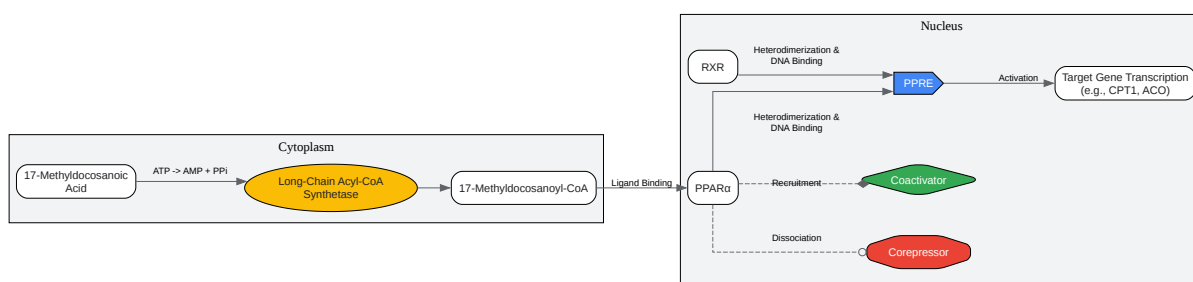 Cytoplasm
17-Methyldocosanoic
Acid
ATP -> AMP + PPi
Long-Chain Acyl-CoA
Synthetase
17-Methyldocosanoyl-CoA
Ligand Binding
Nucleus
RXR
Heterodimerization &
DNA Binding
PPRE
Activation
Target Gene Transcription
(e.g., CPT1, ACO)
Heterodimerization &
DNA Binding
PPARα
Recruitment
Coactivator
Dissociation
Corepressor